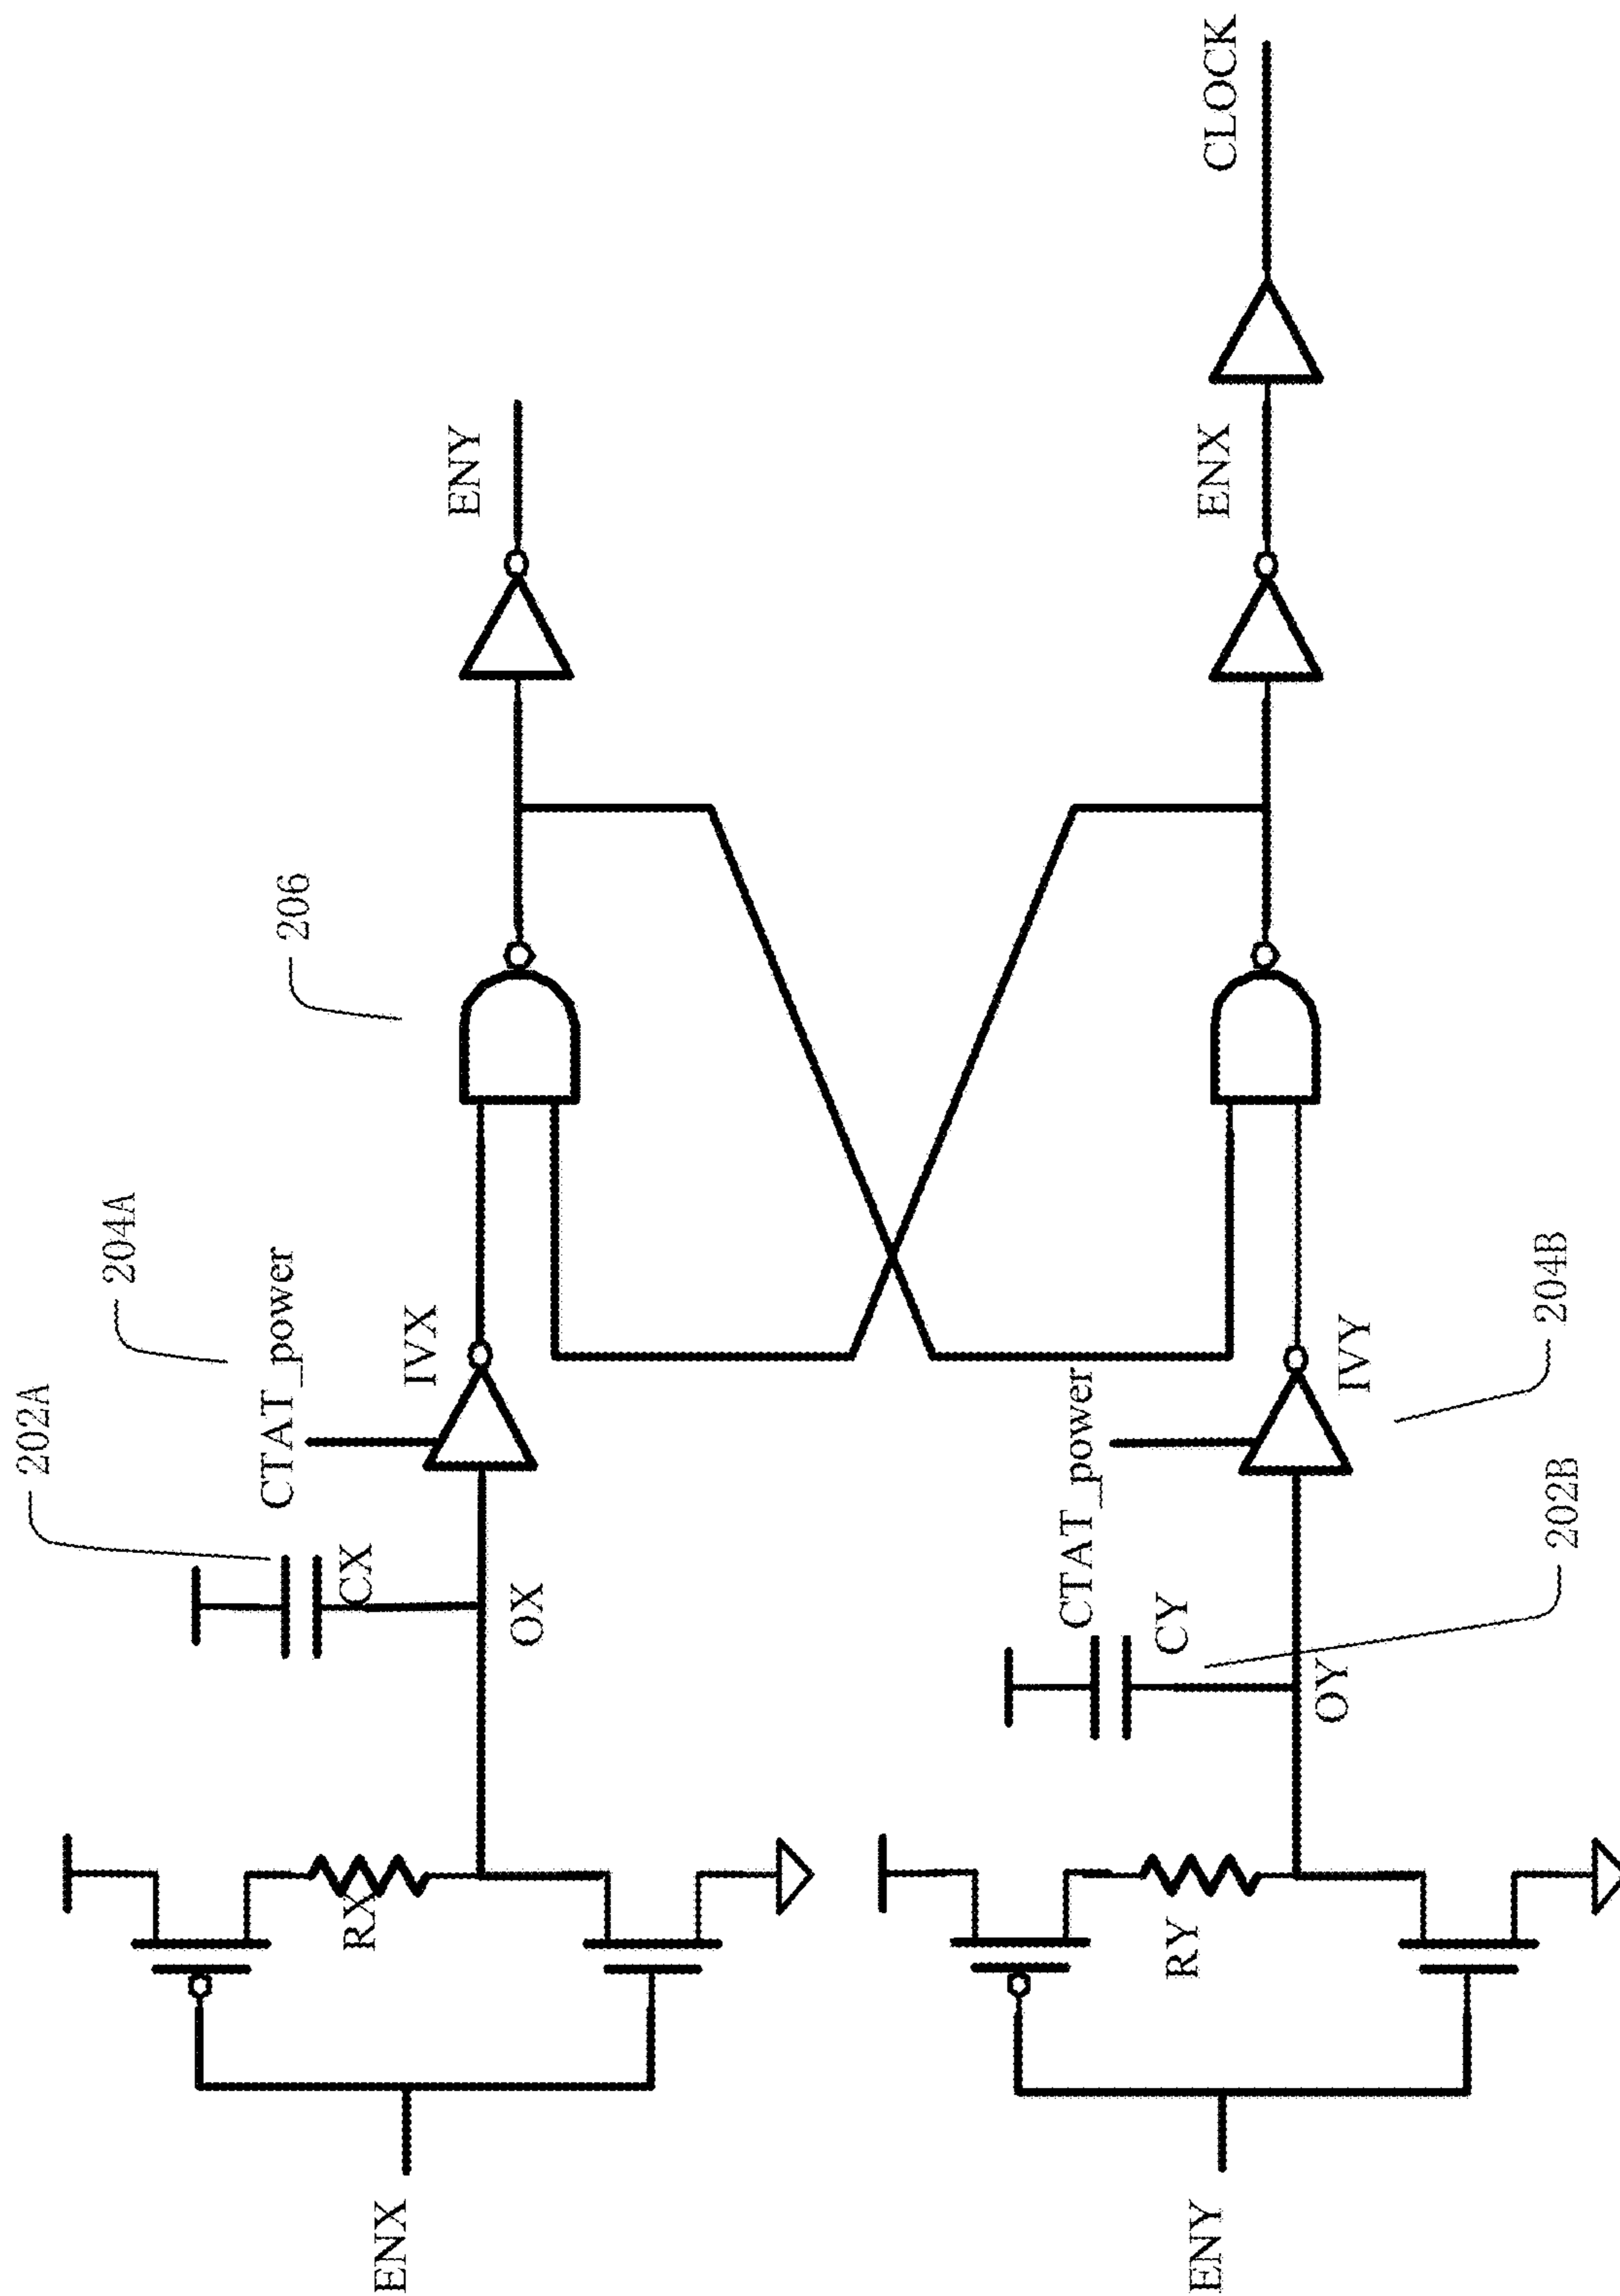 202A
204A
206
CTAT_power
CX
IVX
OX
RX
ENX
ENY
CTAT_power
CY
IVY
OY
RY
ENY
ENX
CLOCK
202B
204B